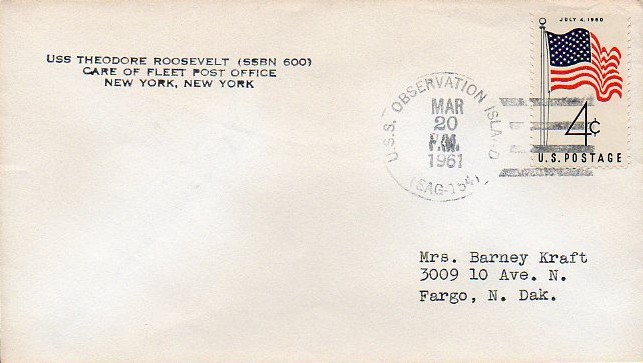 USS THEODORE ROOSEVELT (SSBN 600)
CARE OF FLEET POST OFFICE
NEW YORK, NEW YORK
U.S.S. OBSERVATION ISLAND
MAR
20
P.M.
1961
(EAG-154)
JULY 4, 1960
4¢
U.S. POSTAGE
Mrs. Barney Kraft
3009 10 Ave. N.
Fargo, N. Dak.